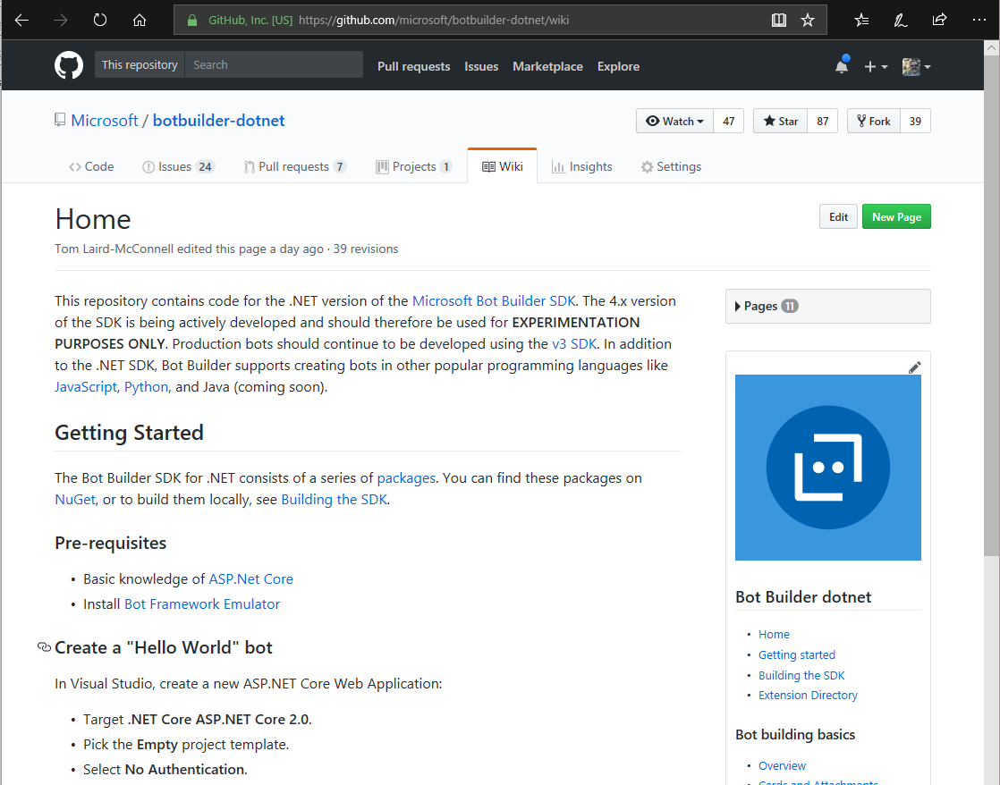 GitHub, Inc. [US] https://github.com/microsoft/botbuilder-dotnet/wiki
This repository Search Pull requests Issues Marketplace Explore
Microsoft / botbuilder-dotnet
Watch 47 Star 87 Fork 39
Code Issues 24 Pull requests 7 Projects 1 Wiki Insights Settings
Home
Edit New Page
Tom Laird-McConnell edited this page a day ago · 39 revisions
This repository contains code for the .NET version of the Microsoft Bot Builder SDK. The 4.x version
of the SDK is being actively developed and should therefore be used for EXPERIMENTATION
PURPOSES ONLY. Production bots should continue to be developed using the v3 SDK. In addition
to the .NET SDK, Bot Builder supports creating bots in other popular programming languages like
JavaScript, Python, and Java (coming soon).
Getting Started
The Bot Builder SDK for .NET consists of a series of packages. You can find these packages on
NuGet, or to build them locally, see Building the SDK.
Pre-requisites
• Basic knowledge of ASP.Net Core
• Install Bot Framework Emulator
Create a "Hello World" bot
In Visual Studio, create a new ASP.NET Core Web Application:
• Target .NET Core ASP.NET Core 2.0.
• Pick the Empty project template.
• Select No Authentication.
Pages 11
Bot Builder dotnet
• Home
• Getting started
• Building the SDK
• Extension Directory
Bot building basics
• Overview
Cards and Attachments